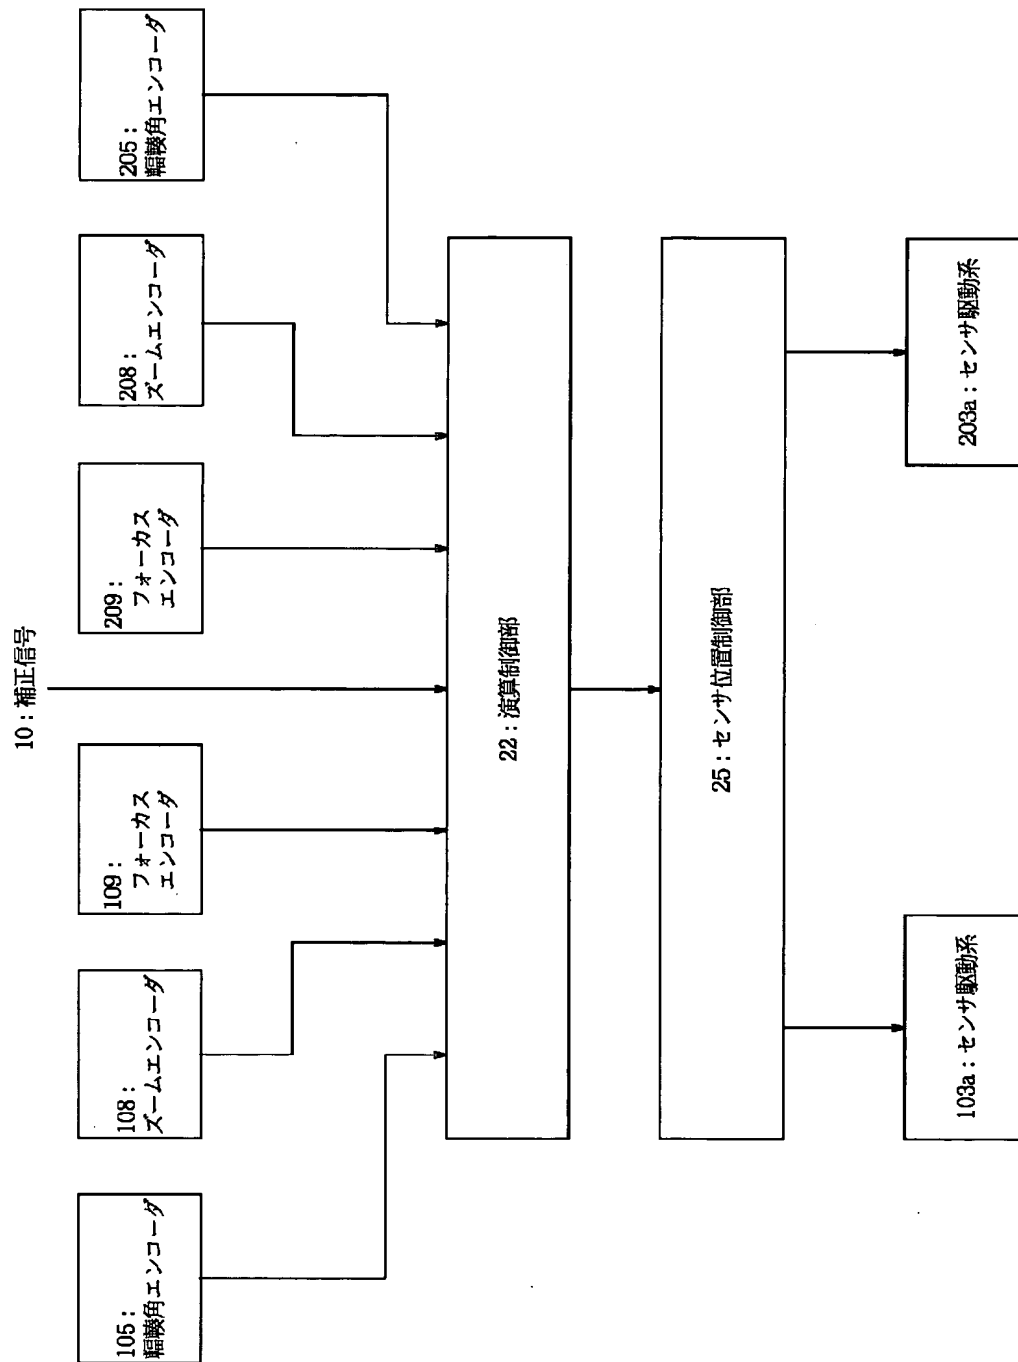 10：補正信号
105：
輻輳角エンコーダ
108：
ズームエンコーダ
109：
フォーカス
エンコーダ
209：
フォーカス
エンコーダ
208：
ズームエンコーダ
205：
輻輳角エンコーダ
22：演算制御部
25：センサ位置制御部
103a：センサ駆動系
203a：センサ駆動系